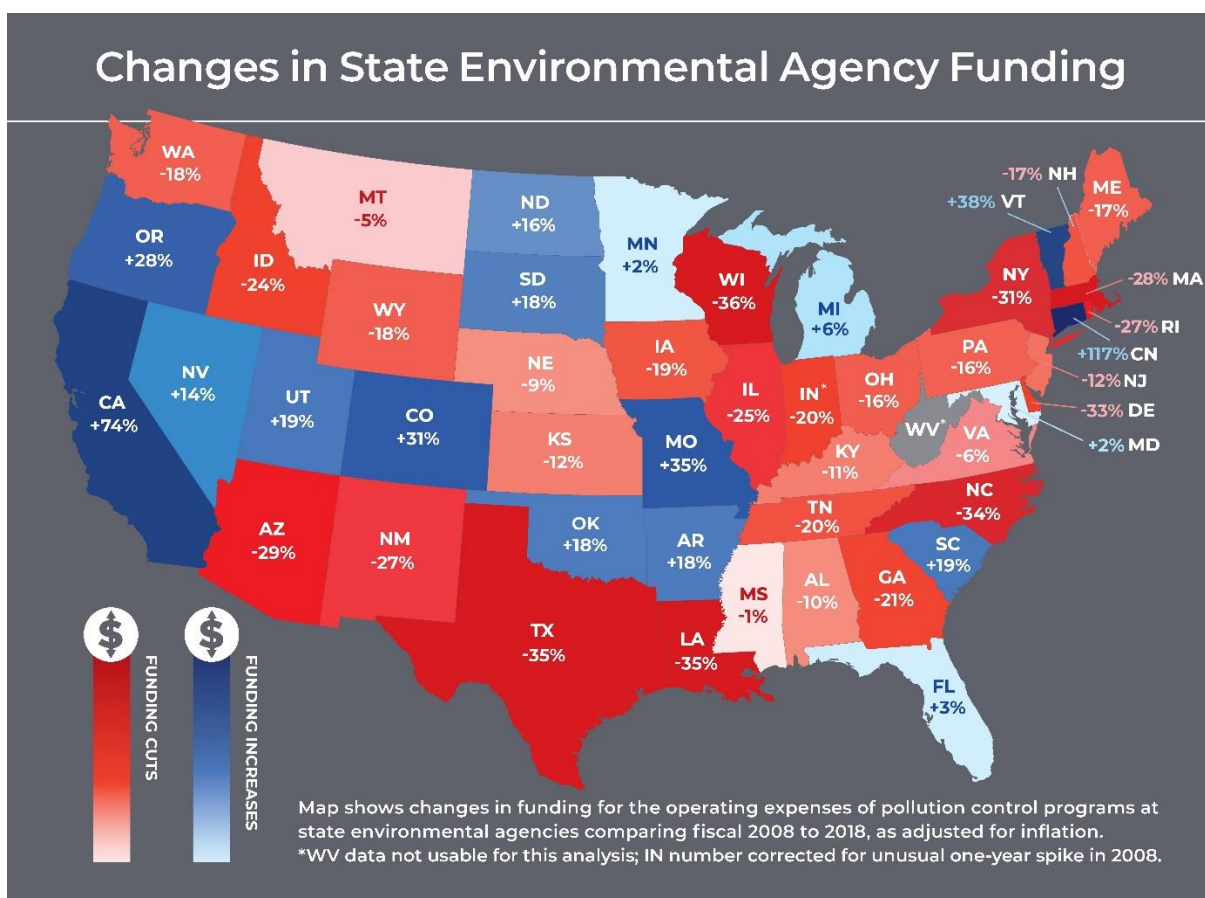 Changes in State Environmental Agency Funding
WA
-18%
MT
-5%
ND
+16%
MN
+2%
-17% NH
ME
-17%
+38% VT
OR
+28%
ID
-24%
WY
-18%
SD
+18%
WI
-36%
MI
+6%
NY
-31%
-28% MA
-27% RI
+117% CN
-12% NJ
-33% DE
+2% MD
CA
+74%
NV
+14%
UT
+19%
CO
+31%
NE
-9%
KS
-12%
IA
-19%
MO
+35%
IL
-25%
IN*
-20%
OH
-16%
PA
-16%
WV*
VA
-6%
KY
-11%
NC
-34%
TN
-20%
SC
+19%
AZ
-29%
NM
-27%
OK
+18%
AR
+18%
TX
-35%
LA
-35%
MS
-1%
AL
-10%
GA
-21%
FL
+3%
$
FUNDING CUTS
$
FUNDING INCREASES
Map shows changes in funding for the operating expenses of pollution control programs at
state environmental agencies comparing fiscal 2008 to 2018, as adjusted for inflation.
*WV data not usable for this analysis; IN number corrected for unusual one-year spike in 2008.